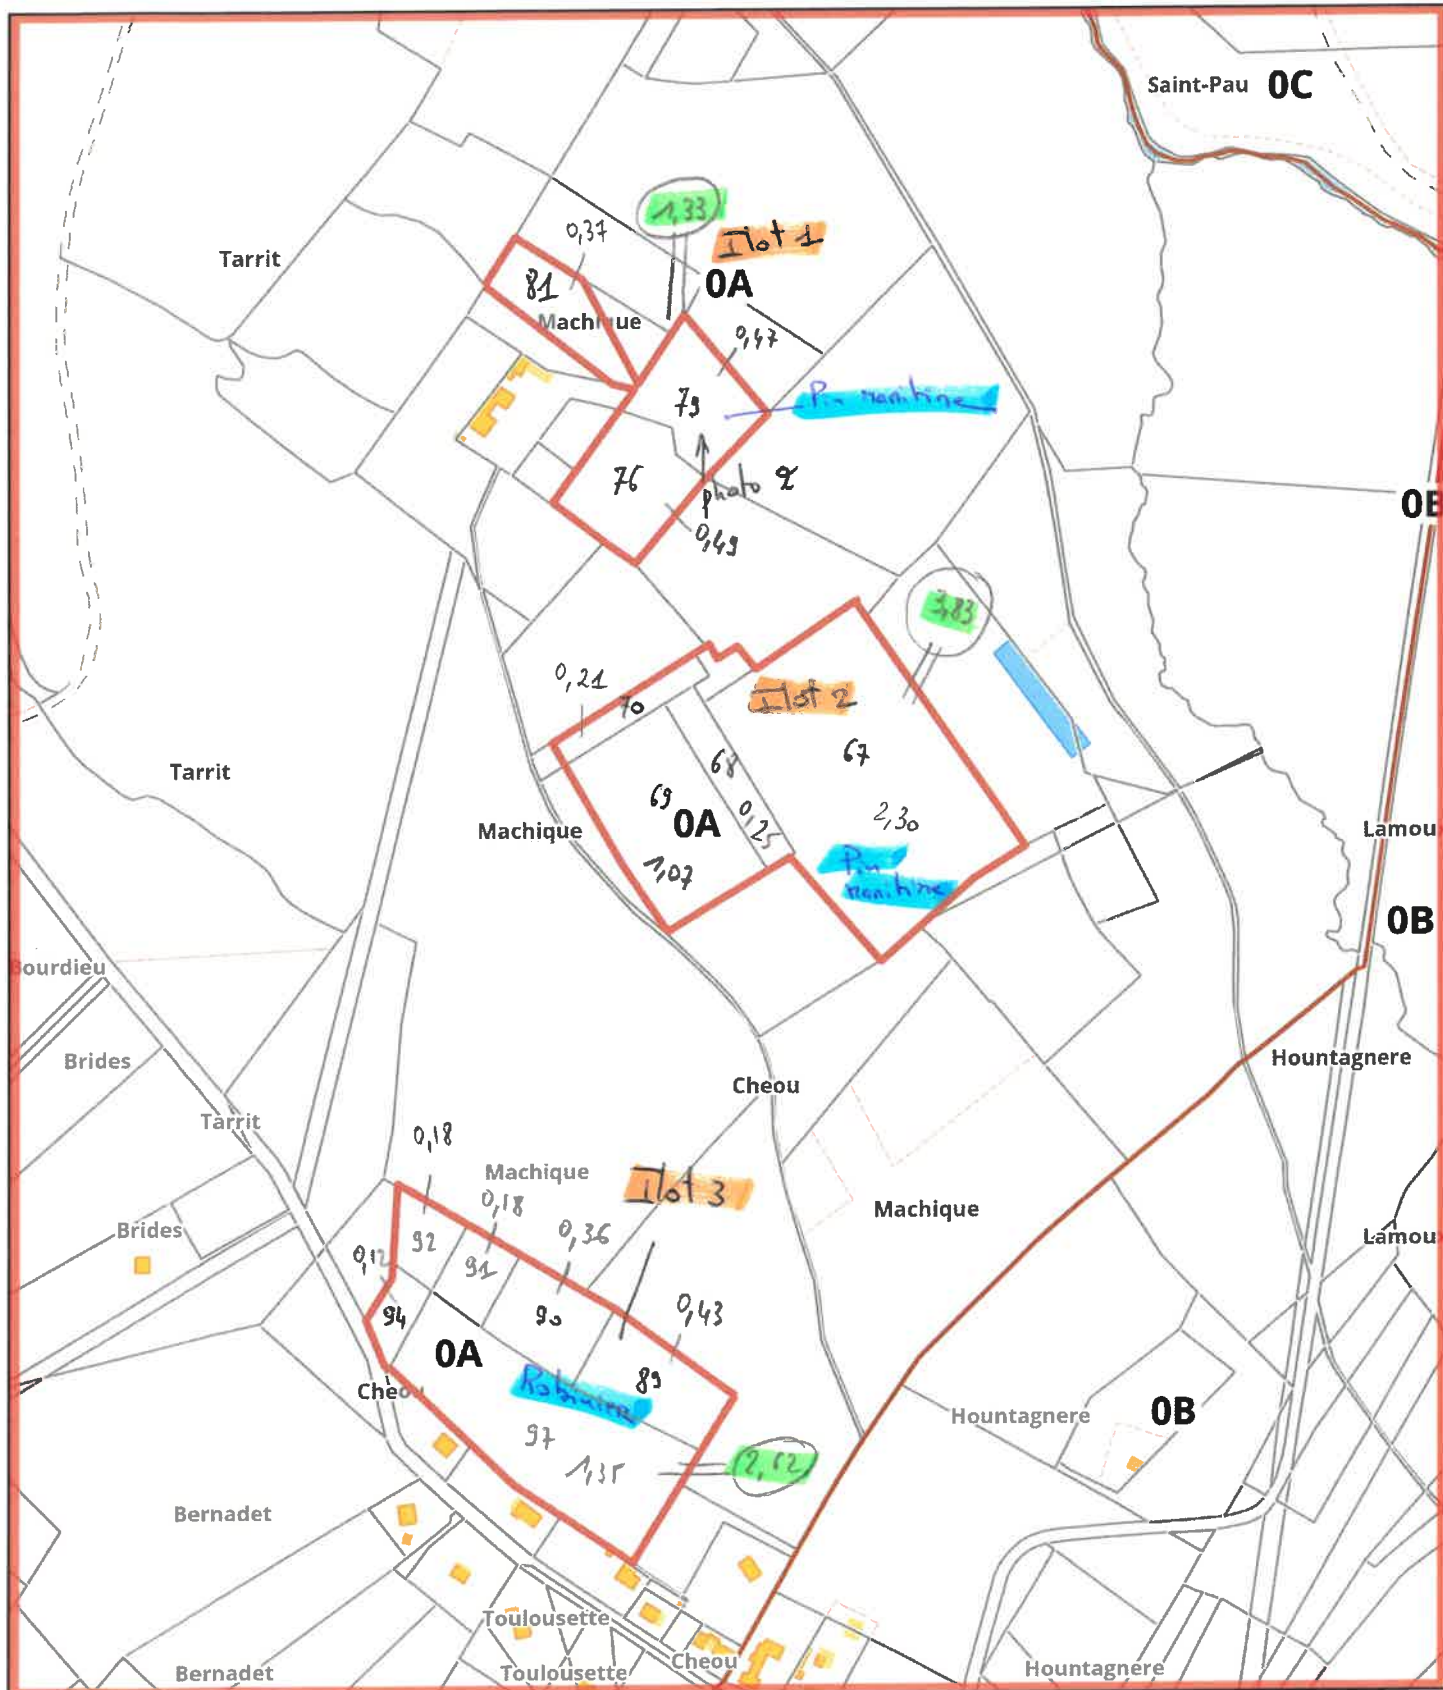 Saint-Pau 0C
1,33
0,37
Ilot 1
Tarrit
81
0A
Machique
0,47
79
Pin maritime
76
photo 2
0,49
3,83
0,21
70
Ilot 2
67
68
Tarrit
69
0A
0,25
2,30
Machique
1,07
Pin
maritime
Lamou
0B
Bourdieu
Brides
Cheou
Hountagnere
Tarrit
0,18
Machique
Ilot 3
0,18
Machique
Brides
0,36
Lamou
92
0,12
91
0,43
94
90
0A
89
Cheou
Robinier
Hountagnere
0B
97
1,35
2,62
Bernadet
Toulousette
Cheou
Bernadet
Toulousette
Hountagnere